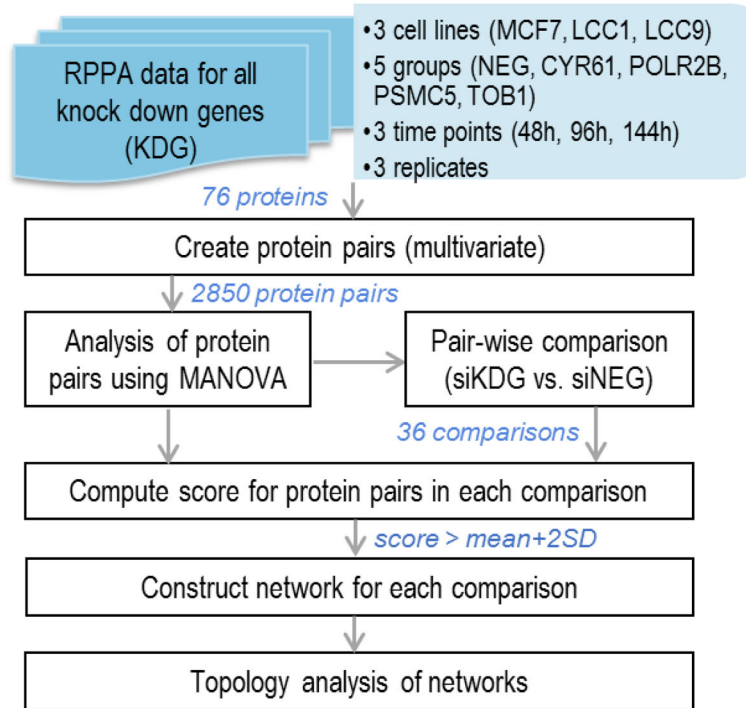 RPPA data for all
knock down genes
(KDG)
•3 cell lines (MCF7, LCC1, LCC9)
•5 groups (NEG, CYR61, POLR2B,
PSMC5, TOB1)
•3 time points (48h, 96h, 144h)
•3 replicates
76 proteins
Create protein pairs (multivariate)
2850 protein pairs
Analysis of protein
pairs using MANOVA
Pair-wise comparison
(siKDG vs. siNEG)
36 comparisons
Compute score for protein pairs in each comparison
score > mean+2SD
Construct network for each comparison
Topology analysis of networks